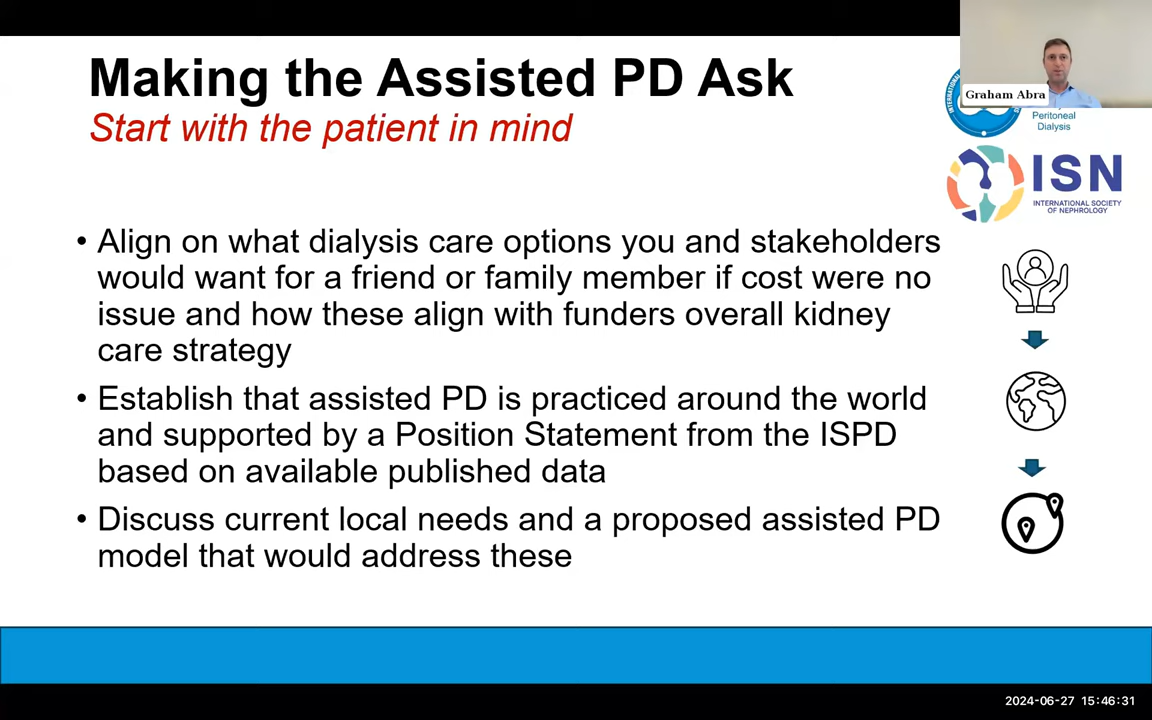 Making the Assisted PD Ask
Start with the patient in mind
Graham Abra
Peritoneal
Dialysis
ISN
INTERNATIONAL SOCIETY
OF NEPHROLOGY
• Align on what dialysis care options you and stakeholders
would want for a friend or family member if cost were no
issue and how these align with funders overall kidney
care strategy
• Establish that assisted PD is practiced around the world
and supported by a Position Statement from the ISPD
based on available published data
• Discuss current local needs and a proposed assisted PD
model that would address these
2024-06-27 15:46:31